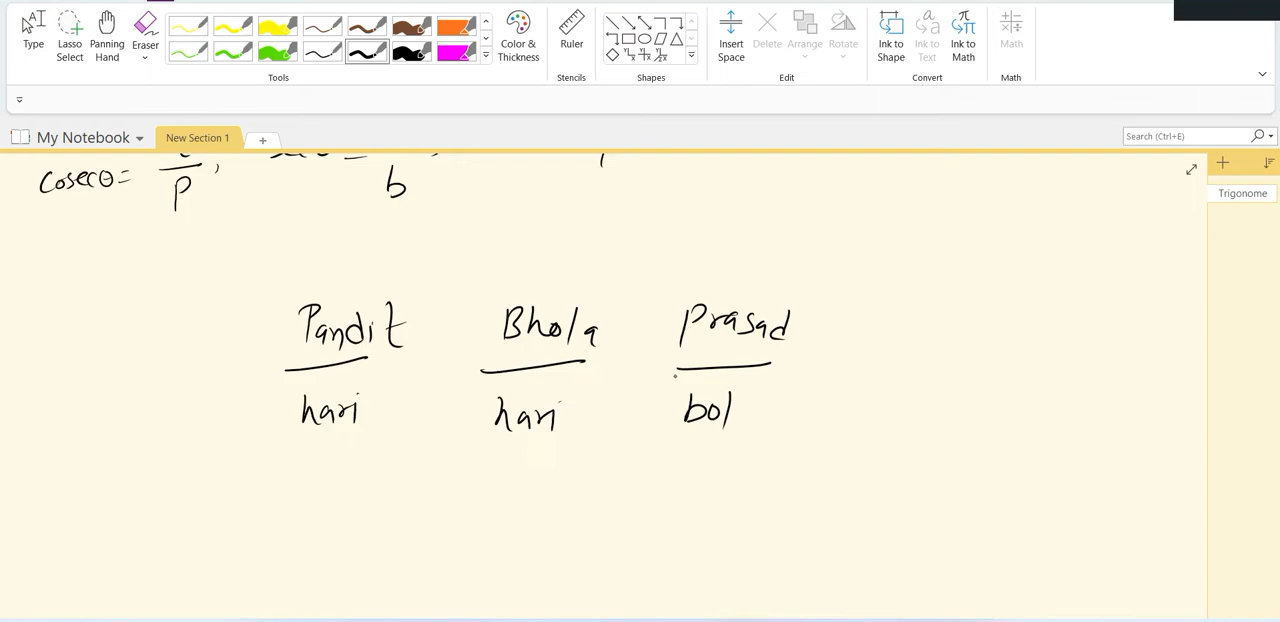 Type
Lasso Select
Panning Hand
Eraser
Color & Thickness
Ruler
Insert Space
Delete
Arrange
Rotate
Ink to Shape
Ink to Text
Ink to Math
Math
Tools
Stencils
Shapes
Edit
Convert
Math
My Notebook
New Section 1
Search (Ctrl+E)
Trigonome
cosecθ = /p ,
b
Pandit Bhola Prasad
hari hari bol